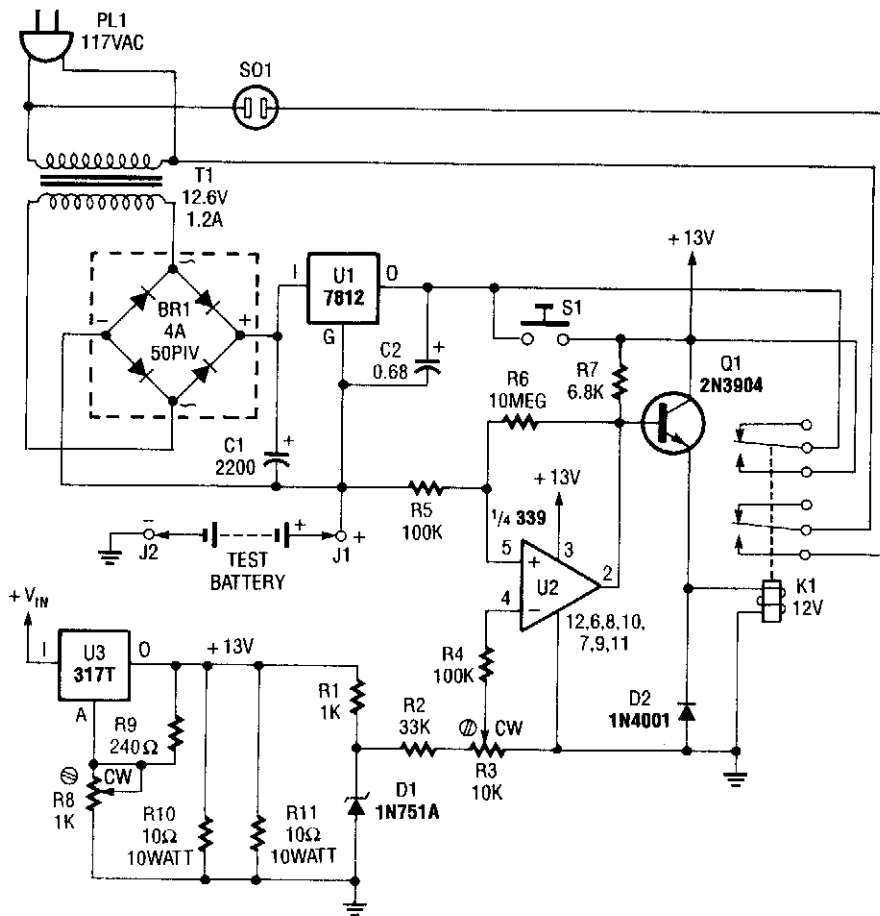 PL1
117VAC
SO1
T1
12.6V
1.2A
+ 13V
I
U1
7812
O
G
S1
BR1
4A
50PIV
−
+
C2
0.68
+
R6
10MEG
R7
6.8K
Q1
2N3904
C1
2200
+
R5
100K
1/4 339
+ 13V
− J2
TEST
BATTERY
+
J1 +
5
+
3
U2
2
4
−
12,6,8,10,
7,9,11
K1
12V
+ VIN
I
U3
317T
O
A
+ 13V
R4
100K
R1
1K
R2
33K
CW
R3
10K
D2
1N4001
R9
240Ω
CW
R8
1K
R10
10Ω
10WATT
R11
10Ω
10WATT
D1
1N751A